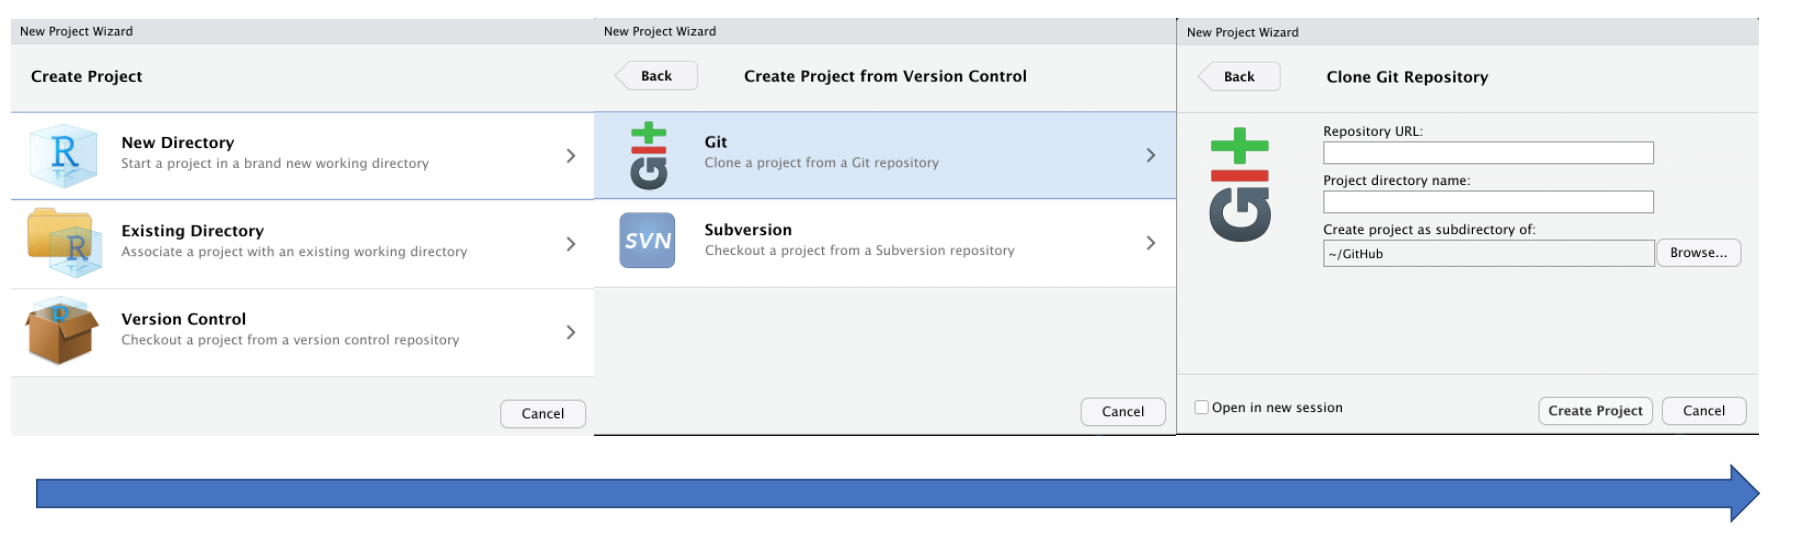 New Project Wizard
Create Project
R
New Directory
Start a project in a brand new working directory
R
Existing Directory
Associate a project with an existing working directory
R
Version Control
Checkout a project from a version control repository
Cancel
New Project Wizard
Back
Create Project from Version Control
git
Git
Clone a project from a Git repository
SVN
Subversion
Checkout a project from a Subversion repository
Cancel
New Project Wizard
Back
Clone Git Repository
git
Repository URL:
Project directory name:
Create project as subdirectory of:
~/GitHub
Browse...
Open in new session
Create Project
Cancel